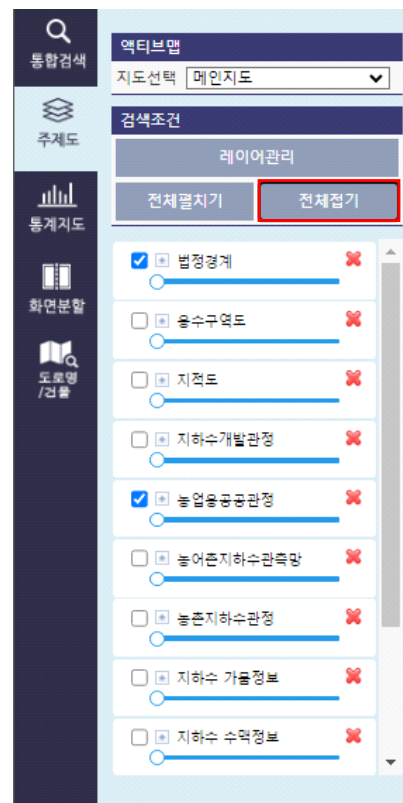 통합검색
주제도
통계지도
화면분할
도로명
/건물
액티브맵
지도선택 메인지도
검색조건
레이어관리
전체펼치기 전체접기
법정경계
용수구역도
지적도
지하수개발관정
농업용공공관정
농어촌지하수관측망
농촌지하수관정
지하수 가뭄정보
지하수 수맥정보